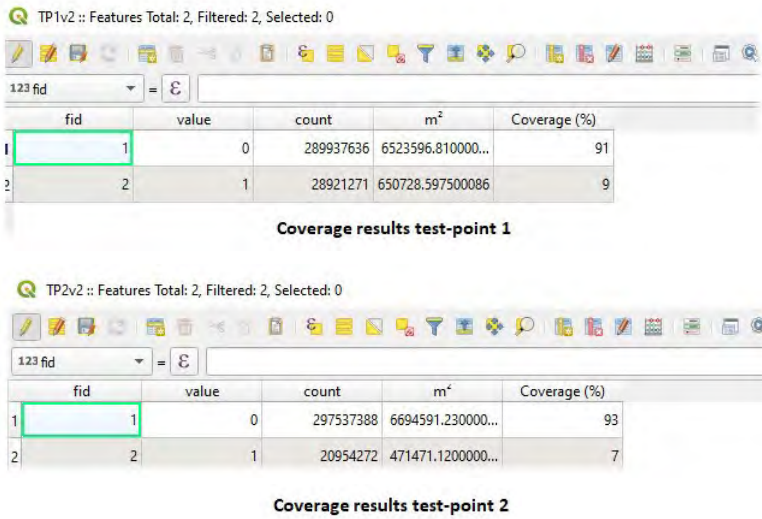 TP1v2 :: Features Total: 2, Filtered: 2, Selected: 0
123 fid = ε
fid value count m² Coverage (%)
1 0 289937636 6523596.810000... 91
2 2 1 28921271 650728.597500086 9
Coverage results test-point 1
TP2v2 :: Features Total: 2, Filtered: 2, Selected: 0
123 fid = ε
fid value count m² Coverage (%)
1 1 0 297537388 6694591.230000... 93
2 2 1 20954272 471471.1200000... 7
Coverage results test-point 2